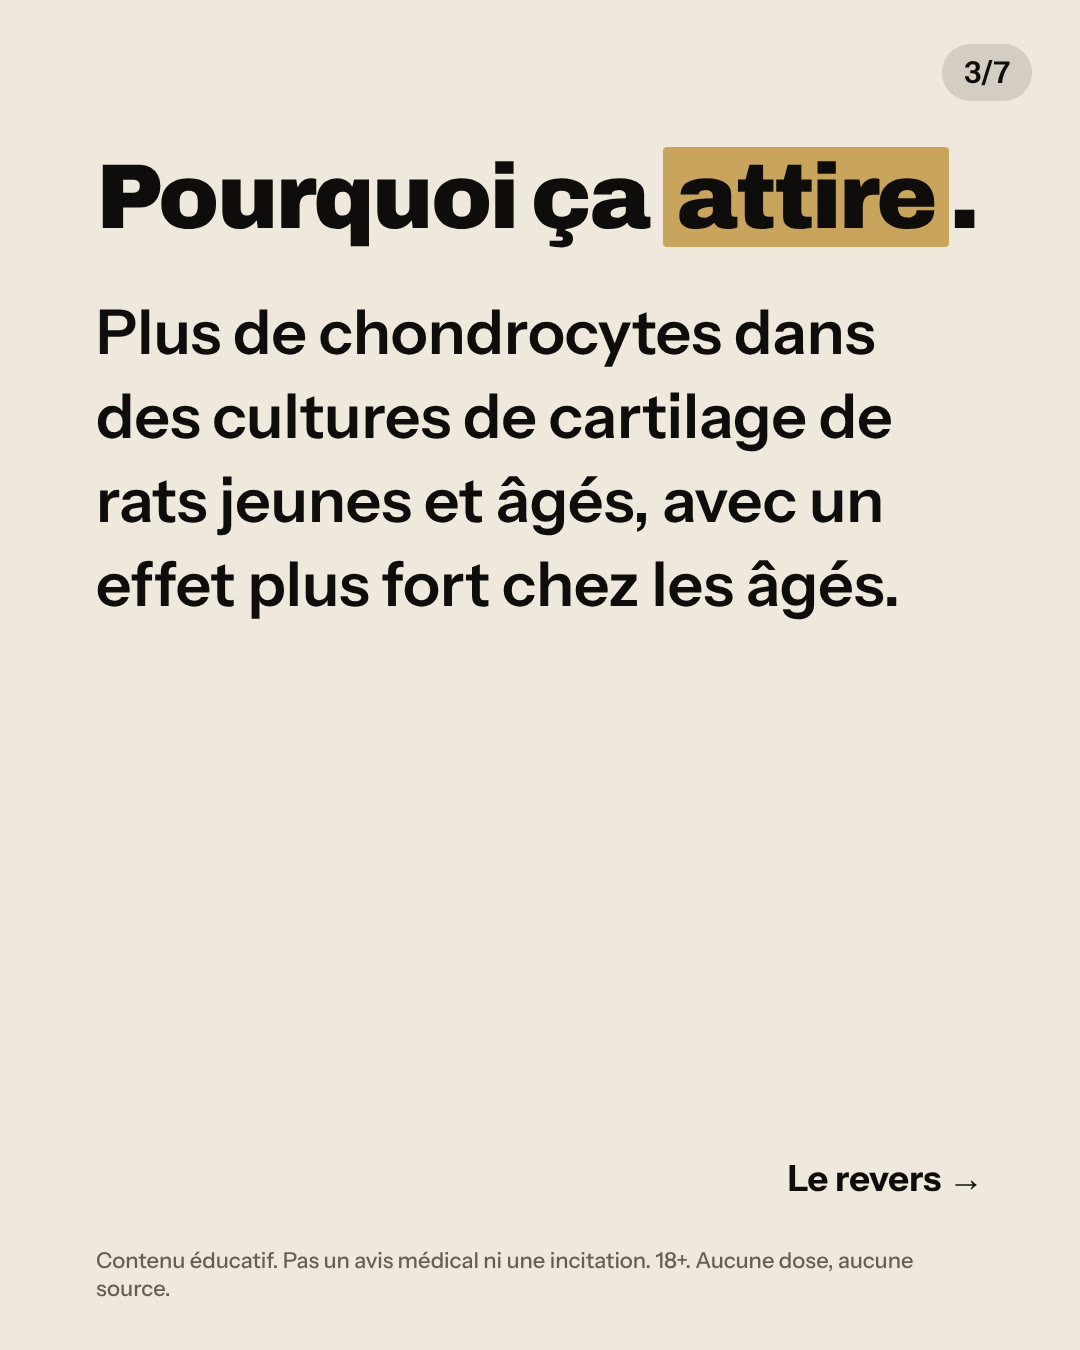 3/7
Pourquoi ça attire.
Plus de chondrocytes dans
des cultures de cartilage de
rats jeunes et âgés, avec un
effet plus fort chez les âgés.
Le revers →
Contenu éducatif. Pas un avis médical ni une incitation. 18+. Aucune dose, aucune
source.